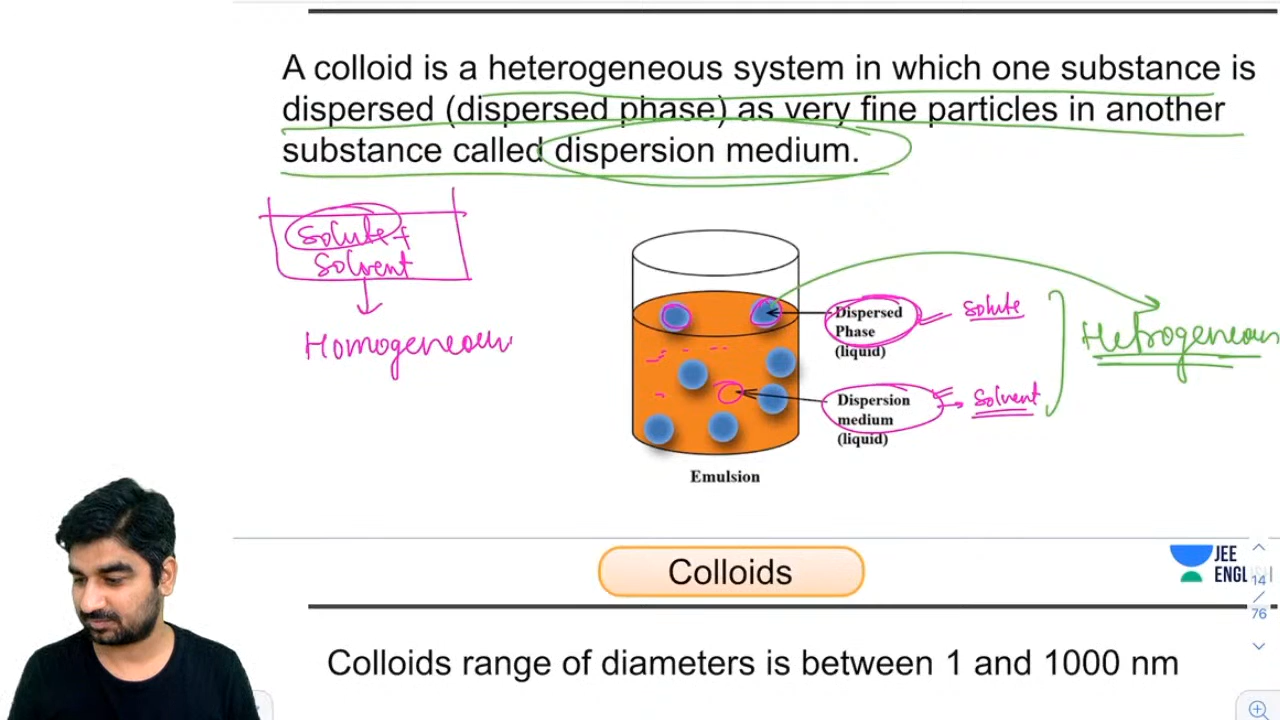 A colloid is a heterogeneous system in which one substance is
dispersed (dispersed phase) as very fine particles in another
substance called dispersion medium.
Solute +
Solvent
Homogeneous
Dispersed
Phase
(liquid)
Solute
Hetrogeneous
Dispersion
medium
(liquid)
Solvent
Emulsion
Colloids
JEE
ENGL
14
/
76
Colloids range of diameters is between 1 and 1000 nm